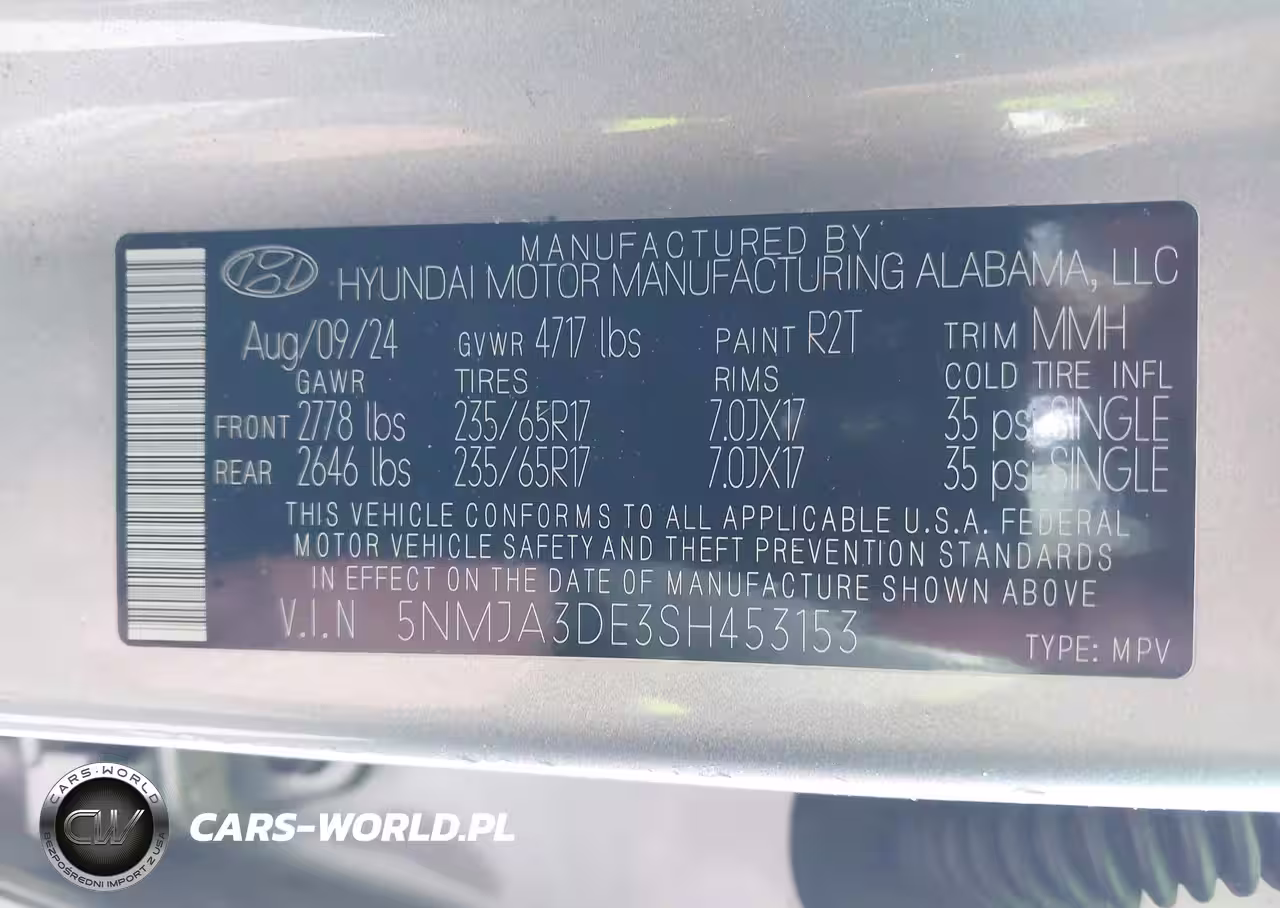 MANUFACTURED BY
HYUNDAI MOTOR MANUFACTURING ALABAMA, LLC
Aug/09/24 GVWR 4717 lbs PAINT R2T TRIM MMH
GAWR TIRES RIMS COLD TIRE INFL
FRONT 2778 lbs 235/65R17 7.0JX17 35 psi SINGLE
REAR 2646 lbs 235/65R17 7.0JX17 35 psi SINGLE
THIS VEHICLE CONFORMS TO ALL APPLICABLE U.S.A. FEDERAL
MOTOR VEHICLE SAFETY AND THEFT PREVENTION STANDARDS
IN EFFECT ON THE DATE OF MANUFACTURE SHOWN ABOVE
V.I.N 5NMJA3DE3SH453153 TYPE: MPV
CARS-WORLD
CW
BEZPOŚREDNI IMPORT Z USA
CARS-WORLD.PL